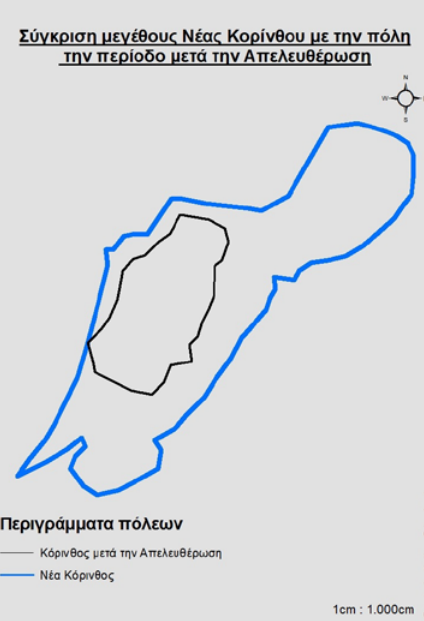 Σύγκριση μεγέθους Νέας Κορίνθου με την πόλη
την περίοδο μετά την Απελευθέρωση
N
W
E
S
Περιγράμματα πόλεων
Κόρινθος μετά την Απελευθέρωση
Νέα Κόρινθος
1cm : 1.000cm